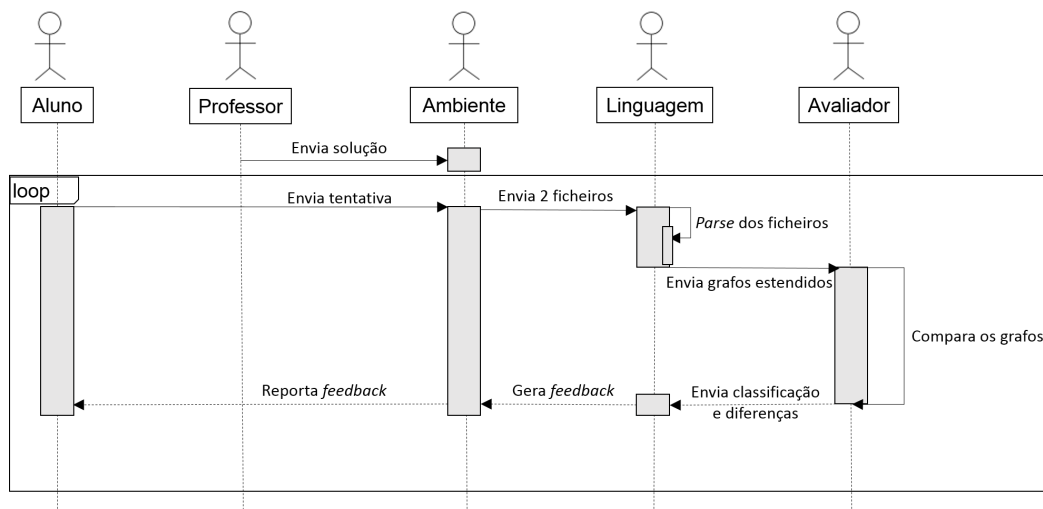 Aluno
Professor
Ambiente
Linguagem
Avaliador
Envia solução
loop
Envia tentativa
Envia 2 ficheiros
Parse dos ficheiros
Envia grafos estendidos
Compara os grafos
Reporta feedback
Gera feedback
Envia classificação
e diferenças